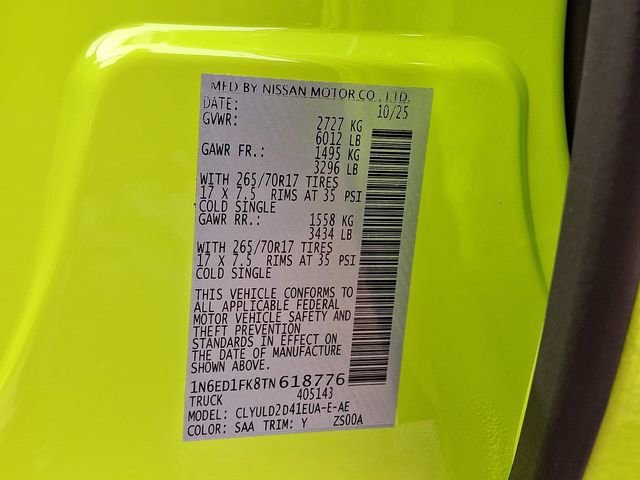 MFD BY NISSAN MOTOR CO., LTD.
DATE: 10/25
GVWR: 2727 KG
6012 LB
GAWR FR.: 1495 KG
3296 LB
WITH 265/70R17 TIRES
17 X 7.5 RIMS AT 35 PSI
COLD SINGLE
GAWR RR.: 1558 KG
3434 LB
WITH 265/70R17 TIRES
17 X 7.5 RIMS AT 35 PSI
COLD SINGLE
THIS VEHICLE CONFORMS TO
ALL APPLICABLE FEDERAL
MOTOR VEHICLE SAFETY AND
THEFT PREVENTION
STANDARDS IN EFFECT ON
THE DATE OF MANUFACTURE
SHOWN ABOVE.
1N6ED1FK8TN618776
TRUCK 405143
MODEL: CLYULD2D41EUA-E-AE
COLOR: SAA TRIM: Y ZS00A